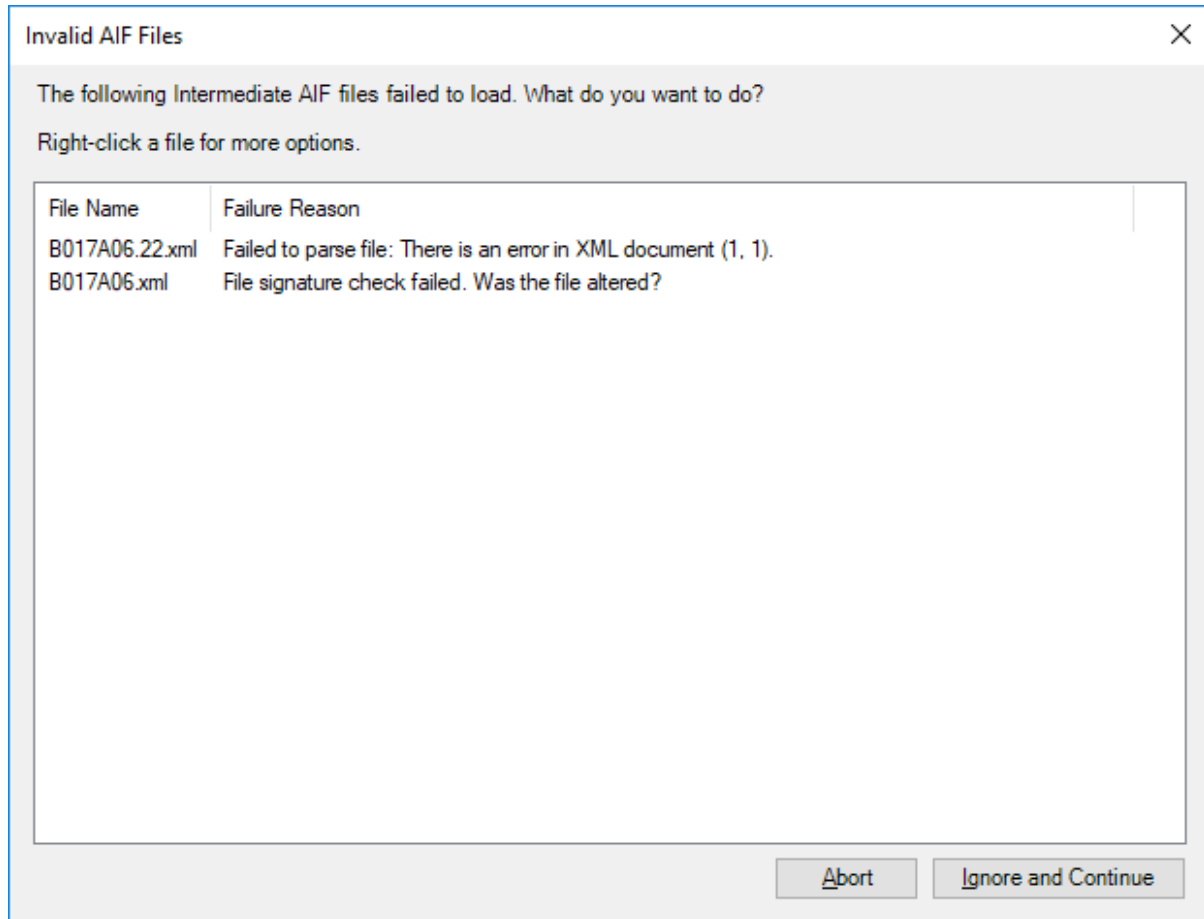 Invalid AIF Files
The following Intermediate AIF files failed to load. What do you want to do?
Right-click a file for more options.
File Name Failure Reason
B017A06.22.xml Failed to parse file: There is an error in XML document (1, 1).
B017A06.xml File signature check failed. Was the file altered?
Abort Ignore and Continue